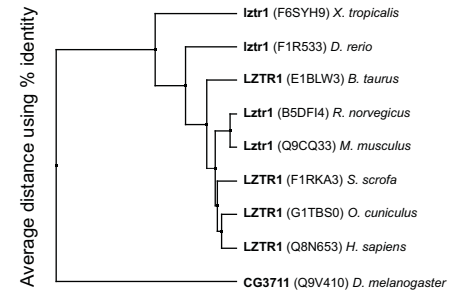 Average distance using % identity
lztr1 (F6SYH9) X. tropicalis
lztr1 (F1R533) D. rerio
LZTR1 (E1BLW3) B. taurus
Lztr1 (B5DFI4) R. norvegicus
Lztr1 (Q9CQ33) M. musculus
LZTR1 (F1RKA3) S. scrofa
LZTR1 (G1TBS0) O. cuniculus
LZTR1 (Q8N653) H. sapiens
CG3711 (Q9V410) D. melanogaster